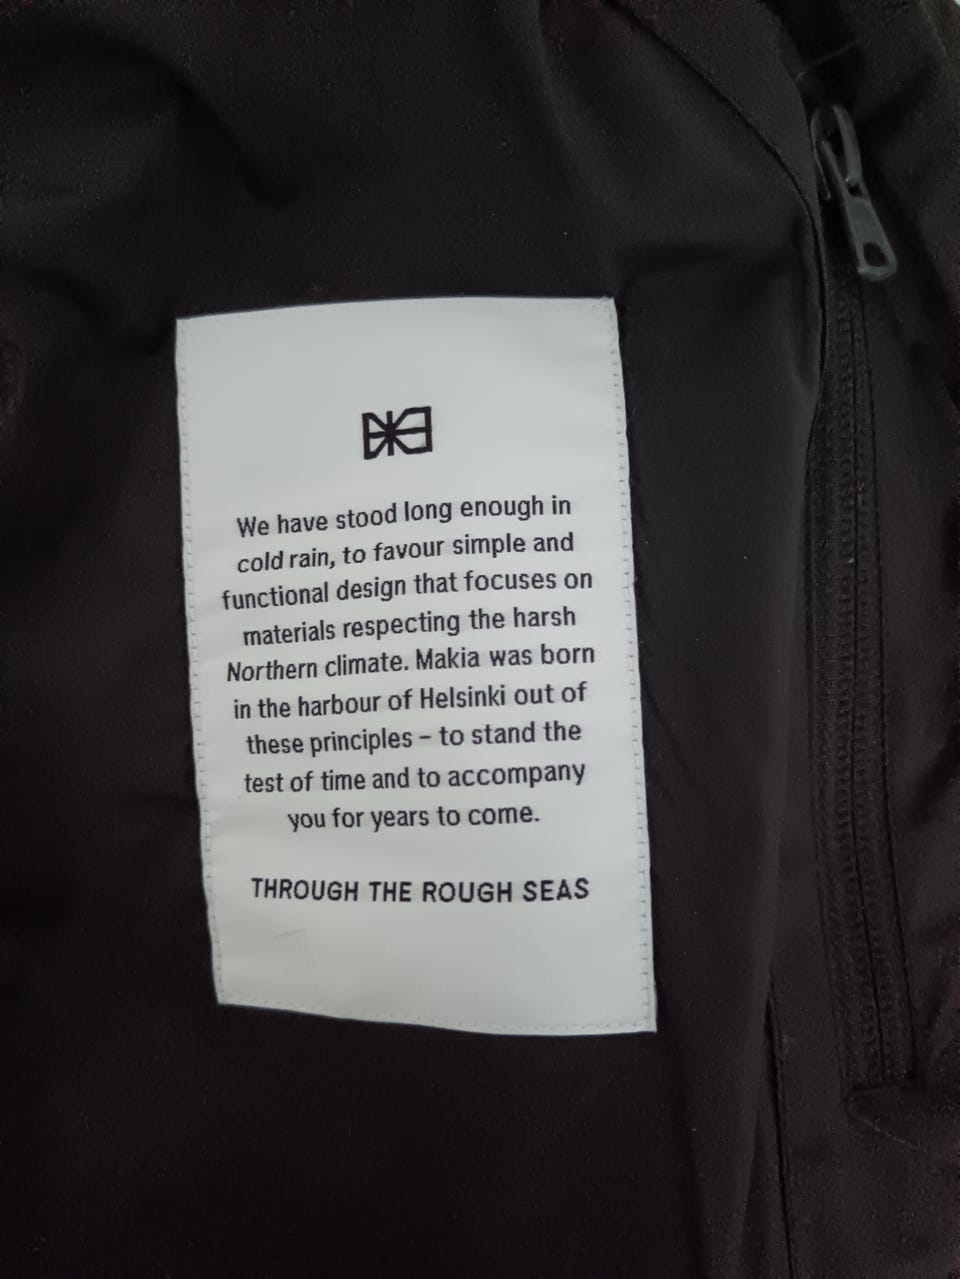 We have stood long enough in
cold rain, to favour simple and
functional design that focuses on
materials respecting the harsh
Northern climate. Makia was born
in the harbour of Helsinki out of
these principles – to stand the
test of time and to accompany
you for years to come.
THROUGH THE ROUGH SEAS